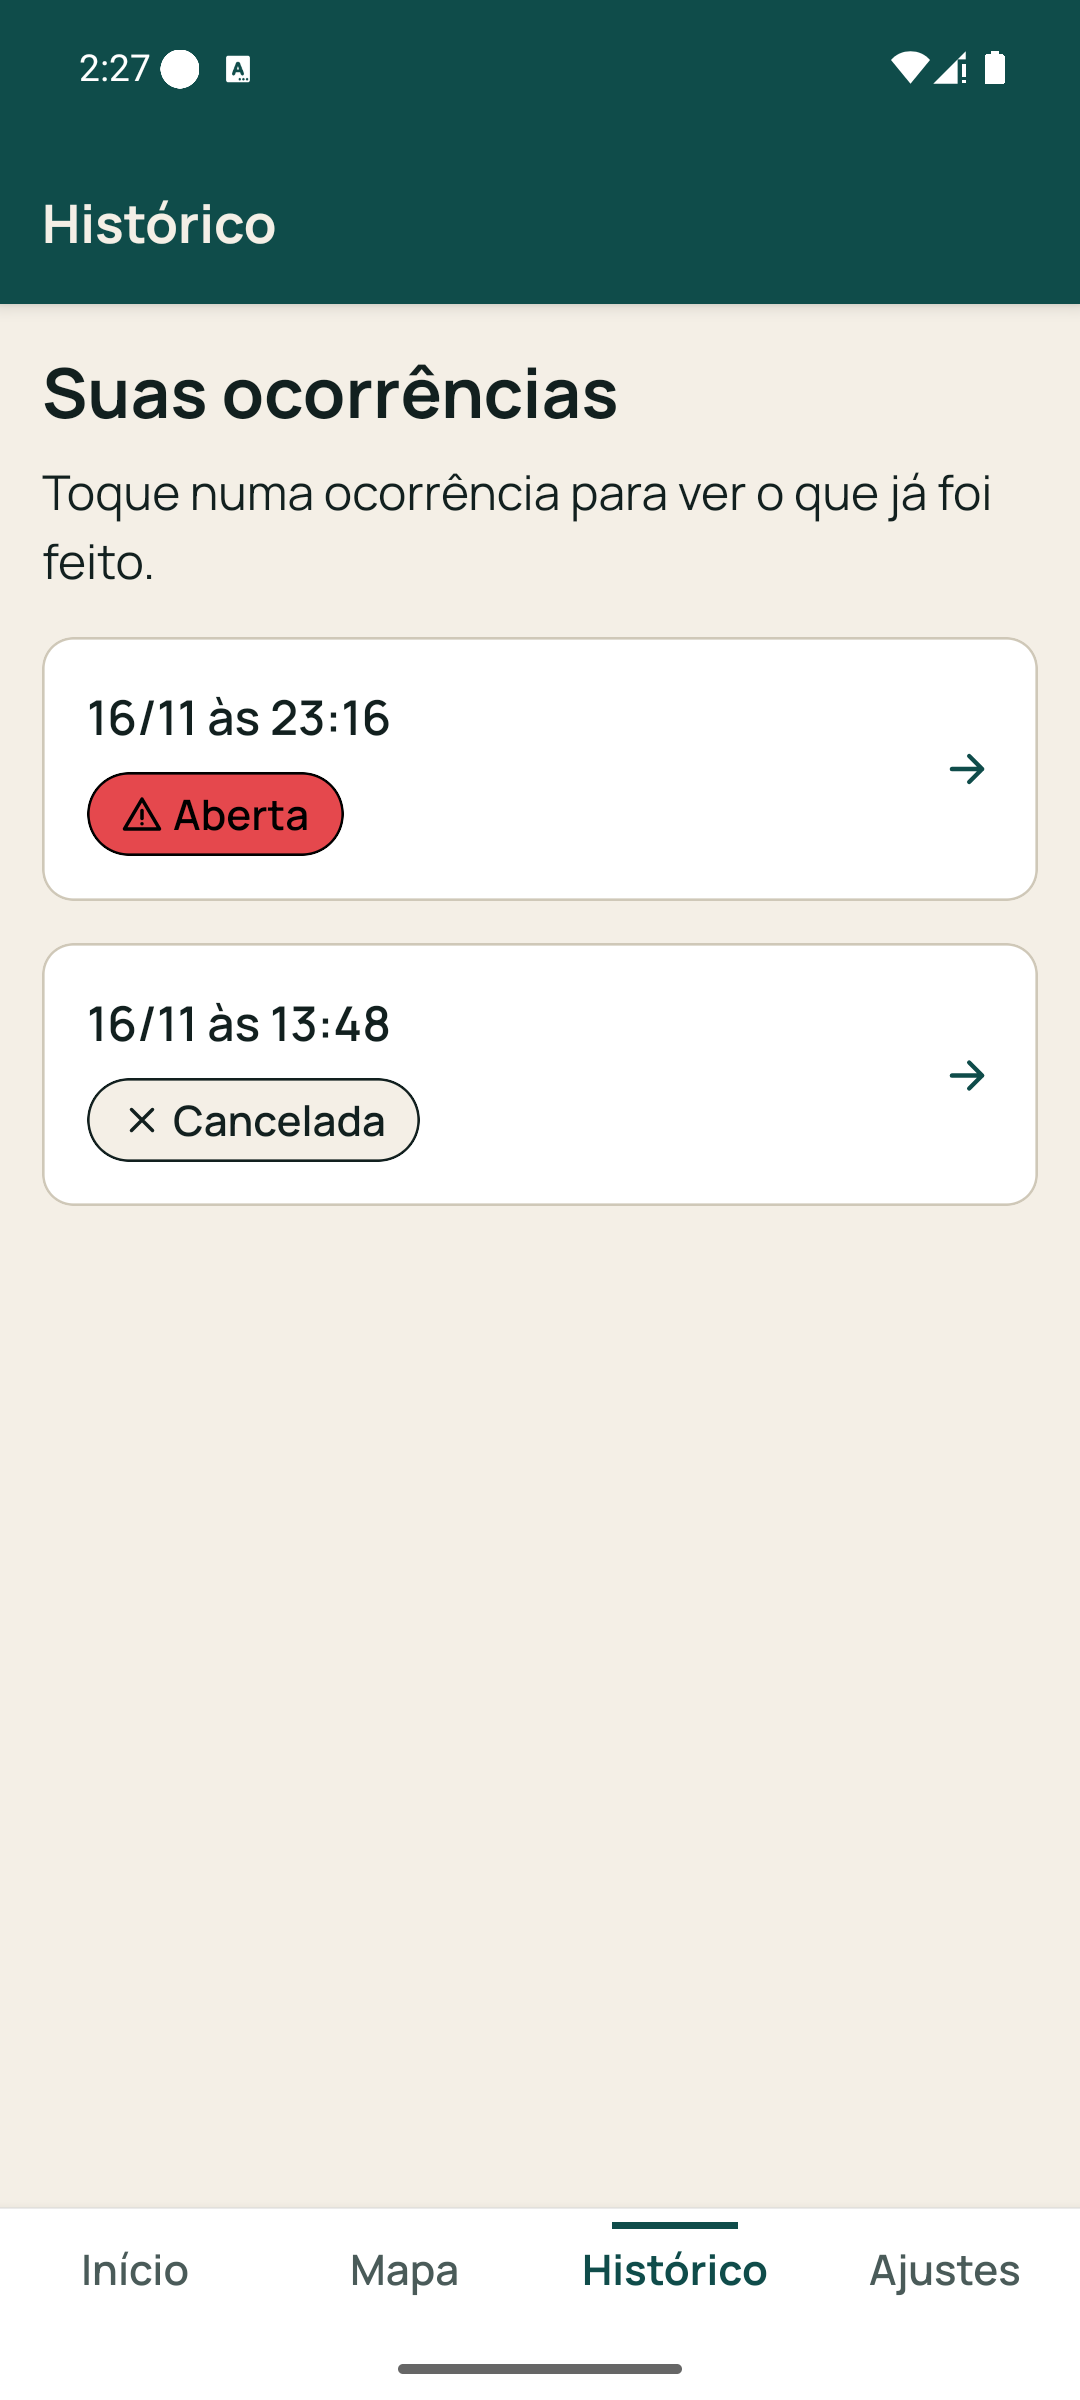 2:27
Histórico
Suas ocorrências
Toque numa ocorrência para ver o que já foi
feito.
16/11 às 23:16
Aberta
16/11 às 13:48
Cancelada
Início
Mapa
Histórico
Ajustes